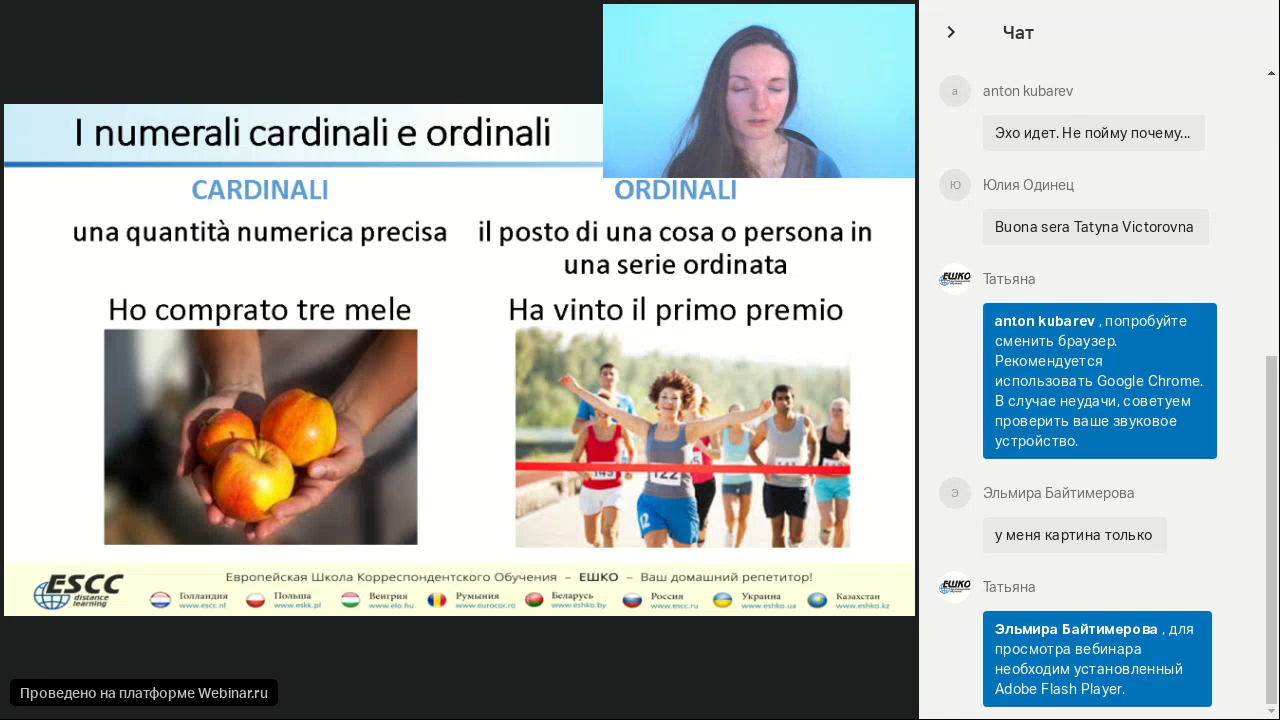 I numerali cardinali e ordinali
CARDINALI
una quantità numerica precisa
Ho comprato tre mele
ORDINALI
il posto di una cosa o persona in
una serie ordinata
Ha vinto il primo premio
122
ESCC
distance
learning
Европейская Школа Корреспондентского Обучения – ЕШКО – Ваш домашний репетитор!
Голландия
www.escc.nl
Польша
www.eskk.pl
Венгрия
www.elo.hu
Румыния
www.eurocor.ro
Беларусь
www.eshko.by
Россия
www.escc.ru
Украина
www.eshko.ua
Казахстан
www.eshko.kz
Проведено на платформе Webinar.ru
Чат
а
anton kubarev
Эхо идет. Не пойму почему...
Ю
Юлия Одинец
Buona sera Tatyna Victorovna
ЕШКО
Татьяна
anton kubarev , попробуйте
сменить браузер.
Рекомендуется
использовать Google Chrome.
В случае неудачи, советуем
проверить ваше звуковое
устройство.
Э
Эльмира Байтимерова
у меня картина только
ЕШКО
Татьяна
Эльмира Байтимерова , для
просмотра вебинара
необходим установленный
Adobe Flash Player.